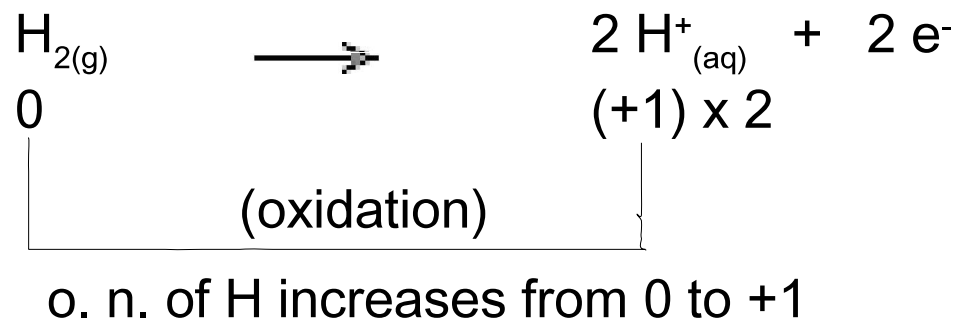 H2(g) → 2 H+(aq) + 2 e-
0 (+1) x 2
(oxidation)
o. n. of H increases from 0 to +1